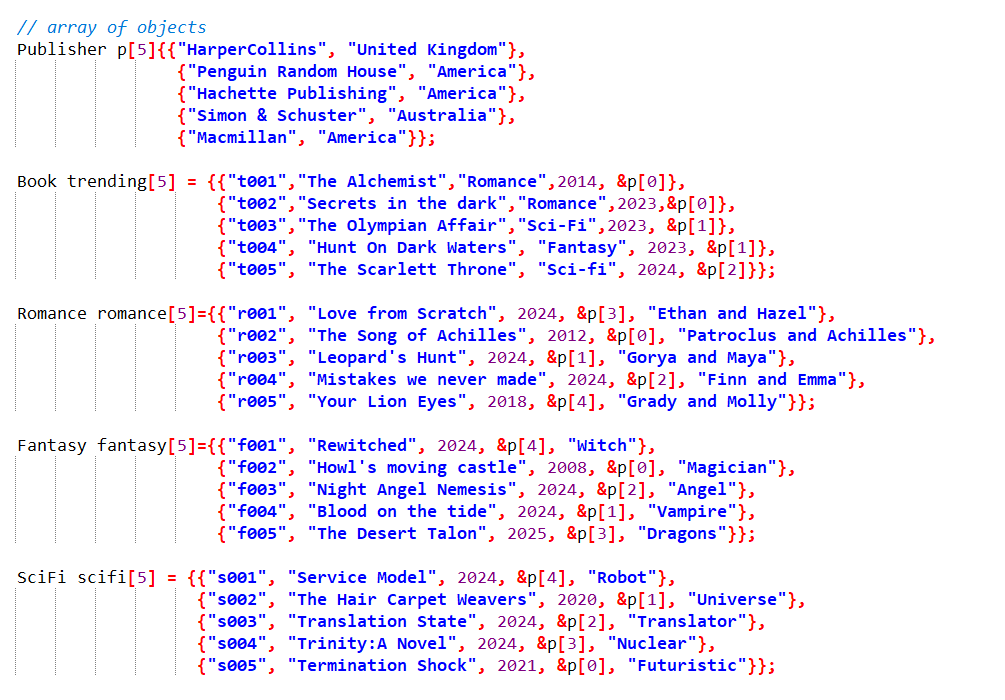 // array of objects
Publisher p[5]{{"HarperCollins", "United Kingdom"},
{"Penguin Random House", "America"},
{"Hachette Publishing", "America"},
{"Simon & Schuster", "Australia"},
{"Macmillan", "America"}};
Book trending[5] = {{"t001","The Alchemist","Romance",2014, &p[0]},
{"t002","Secrets in the dark","Romance",2023,&p[0]},
{"t003","The Olympian Affair","Sci-Fi",2023, &p[1]},
{"t004", "Hunt On Dark Waters", "Fantasy", 2023, &p[1]},
{"t005", "The Scarlett Throne", "Sci-fi", 2024, &p[2]}};
Romance romance[5]={{"r001", "Love from Scratch", 2024, &p[3], "Ethan and Hazel"},
{"r002", "The Song of Achilles", 2012, &p[0], "Patroclus and Achilles"},
{"r003", "Leopard's Hunt", 2024, &p[1], "Gorya and Maya"},
{"r004", "Mistakes we never made", 2024, &p[2], "Finn and Emma"},
{"r005", "Your Lion Eyes", 2018, &p[4], "Grady and Molly"}};
Fantasy fantasy[5]={{"f001", "Rewitched", 2024, &p[4], "Witch"},
{"f002", "Howl's moving castle", 2008, &p[0], "Magician"},
{"f003", "Night Angel Nemesis", 2024, &p[2], "Angel"},
{"f004", "Blood on the tide", 2024, &p[1], "Vampire"},
{"f005", "The Desert Talon", 2025, &p[3], "Dragons"}};
SciFi scifi[5] = {{"s001", "Service Model", 2024, &p[4], "Robot"},
{"s002", "The Hair Carpet Weavers", 2020, &p[1], "Universe"},
{"s003", "Translation State", 2024, &p[2], "Translator"},
{"s004", "Trinity:A Novel", 2024, &p[3], "Nuclear"},
{"s005", "Termination Shock", 2021, &p[0], "Futuristic"}};